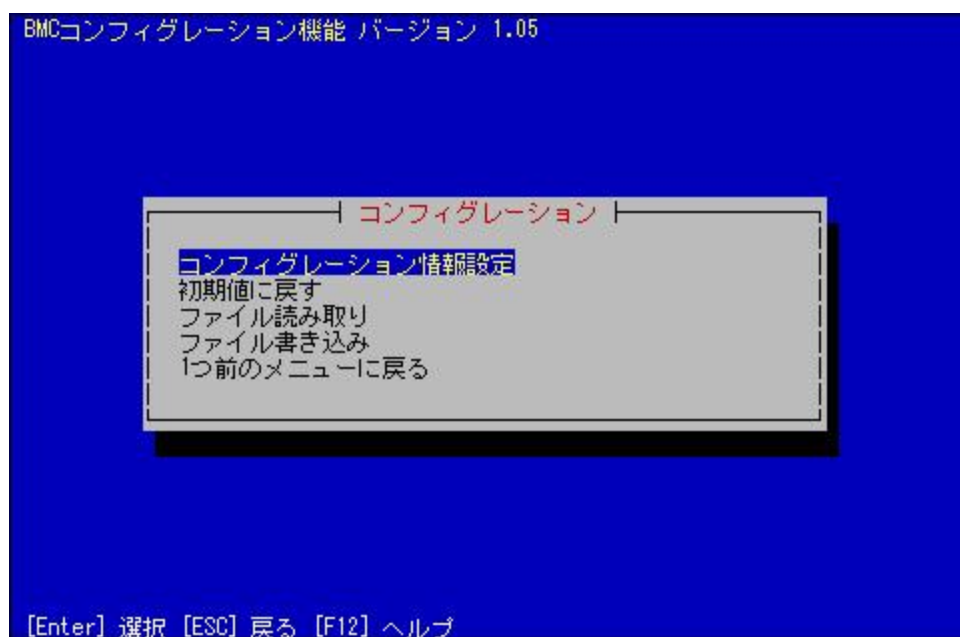 BMCコンフィグレーション機能 バージョン 1.05
コンフィグレーション
コンフィグレーション情報設定
初期値に戻す
ファイル読み取り
ファイル書き込み
1つ前のメニューに戻る
[Enter] 選択 [ESC] 戻る [F12] ヘルプ